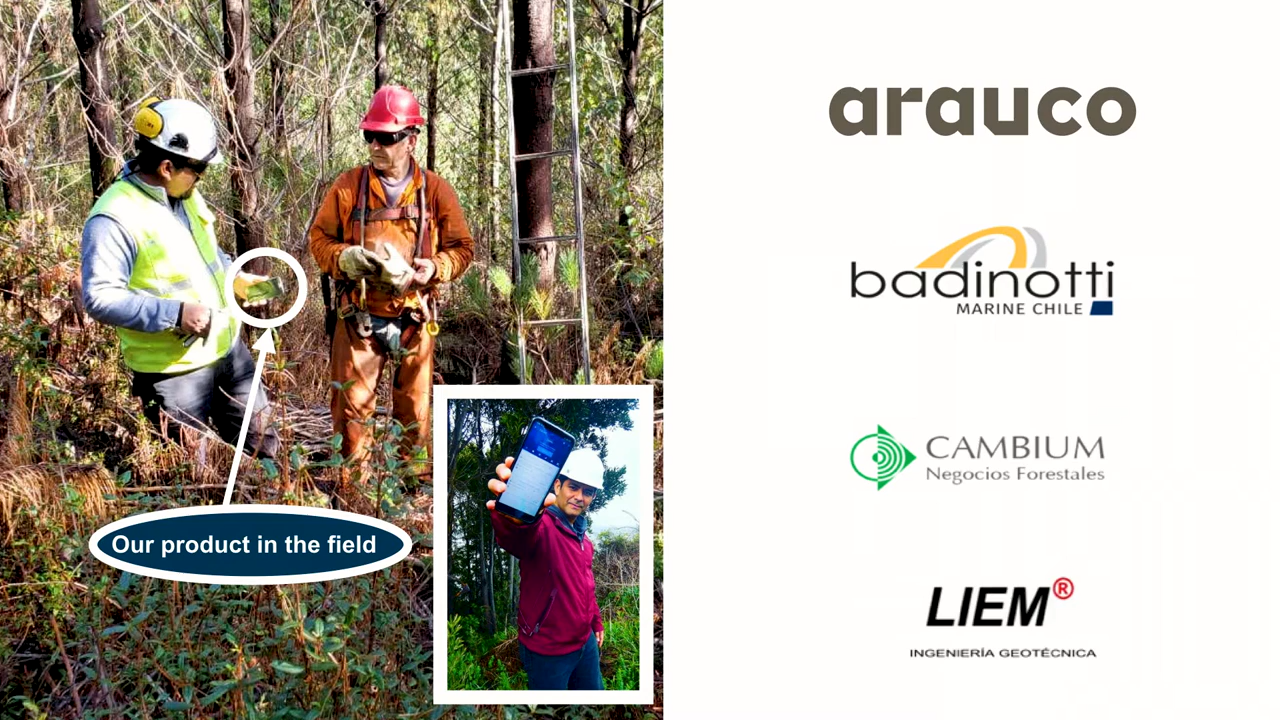 Our product in the field
arauco
badinotti
MARINE CHILE
CAMBIUM
Negocios Forestales
LIEM®
INGENIERÍA GEOTÉCNICA